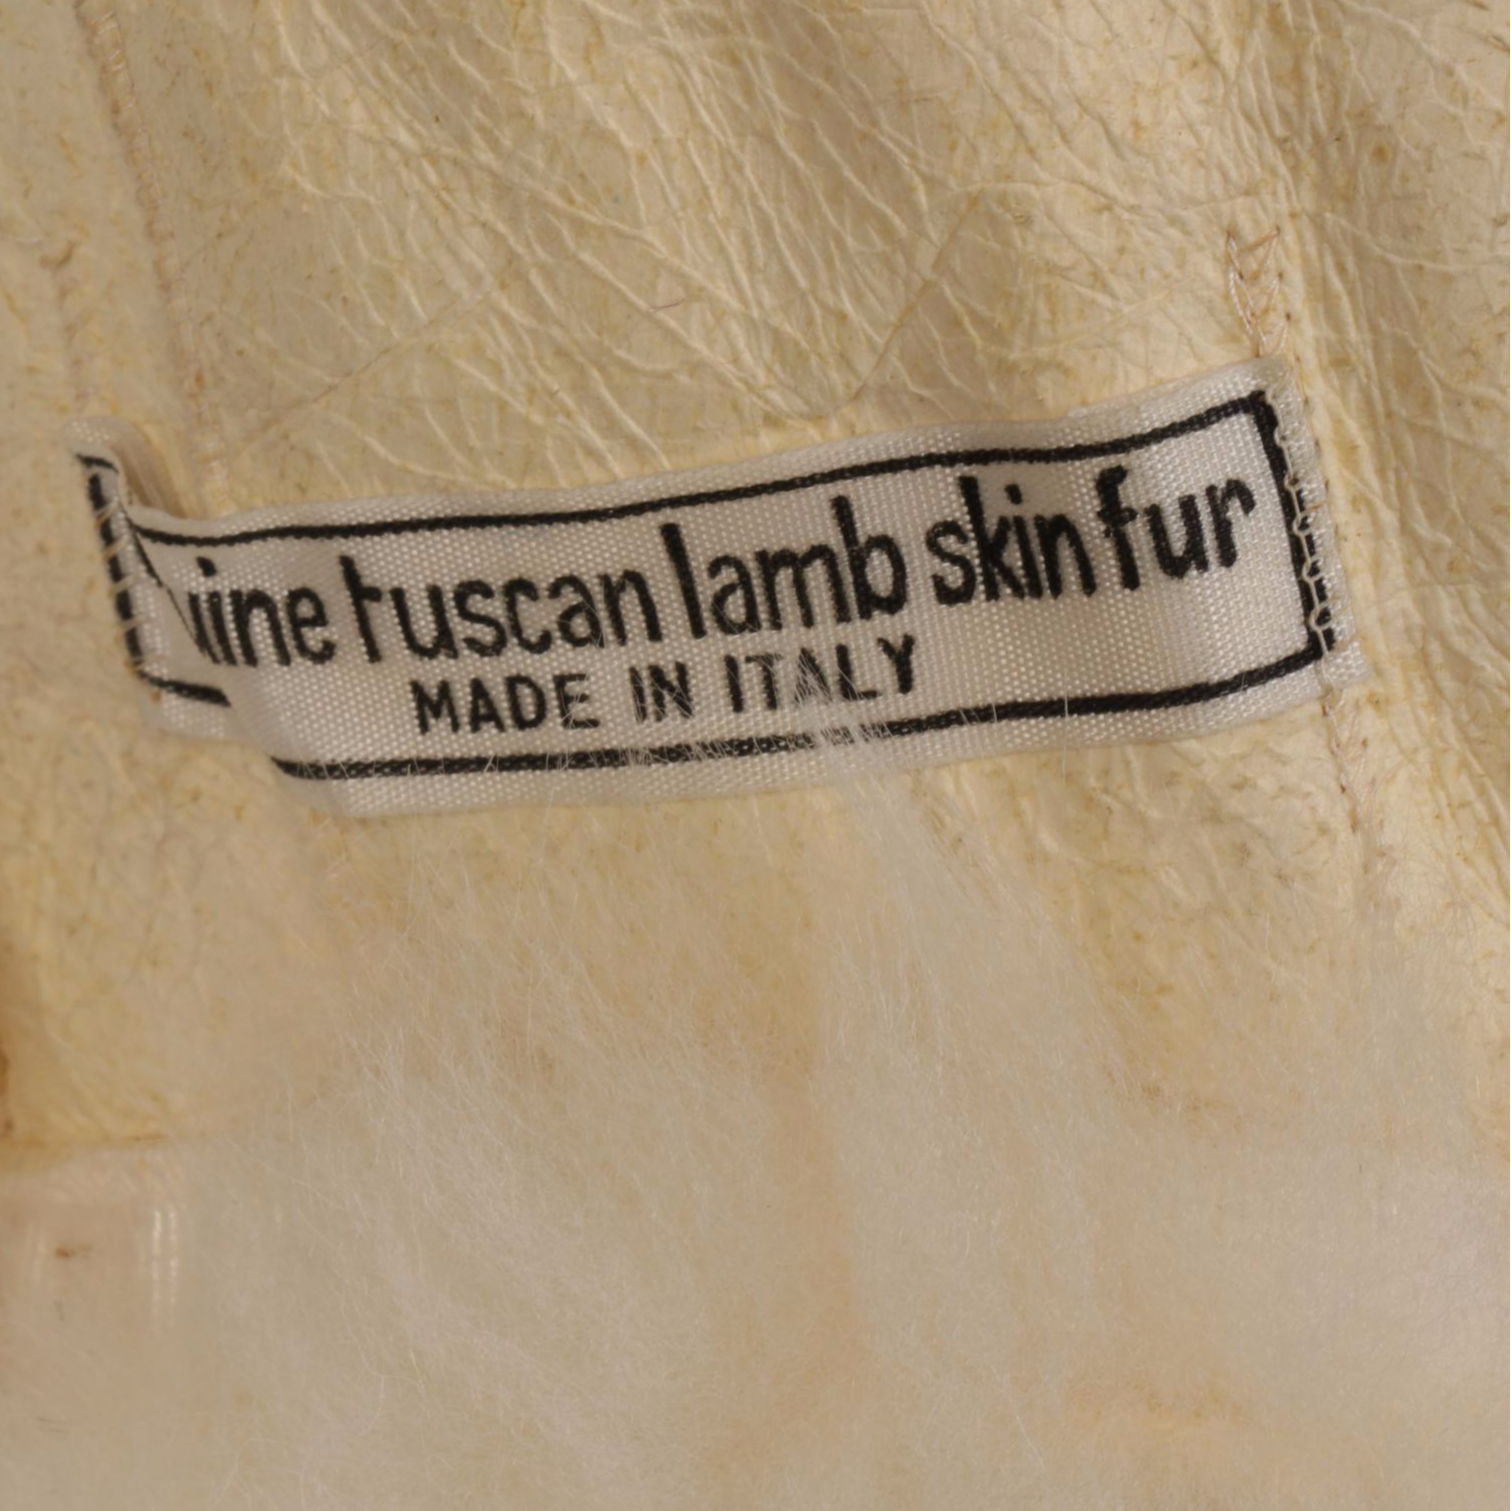 uine tuscan lamb skin fur
MADE IN ITALY